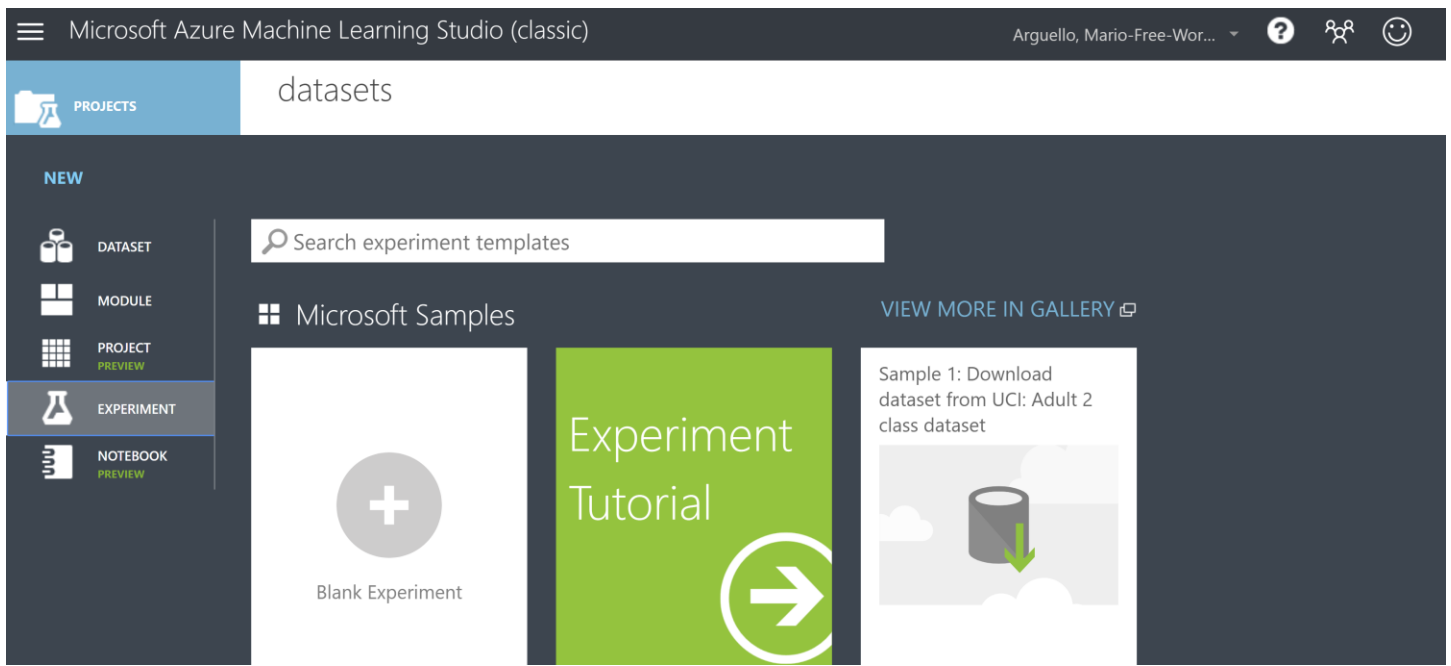 Microsoft Azure Machine Learning Studio (classic)
Arguello, Mario-Free-Wor...
?
PROJECTS
datasets
NEW
DATASET
MODULE
PROJECT
PREVIEW
EXPERIMENT
NOTEBOOK
PREVIEW
Search experiment templates
Microsoft Samples
VIEW MORE IN GALLERY
Blank Experiment
Experiment
Tutorial
Sample 1: Download
dataset from UCI: Adult 2
class dataset